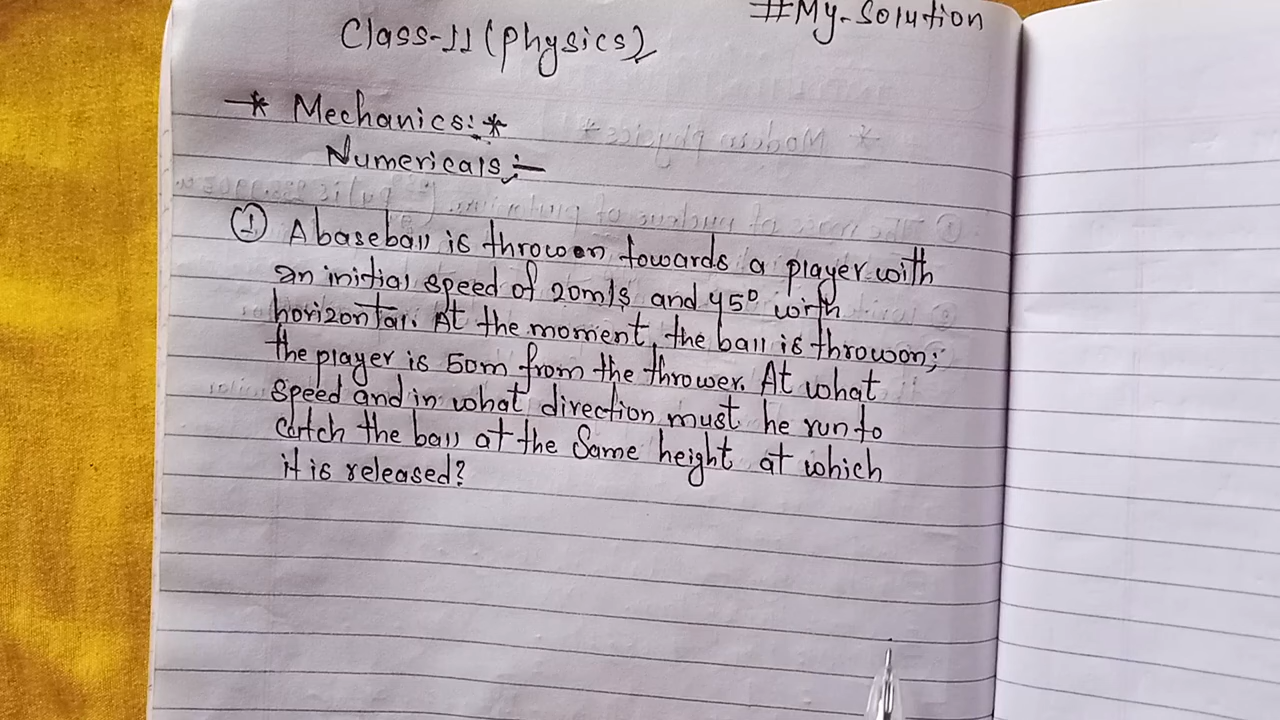 #My-Solution
Class-11 (Physics)
* Mechanics:*
Numericals:-
① A baseball is throwon towards a player with
an initial speed of 20m/s and 45° with
horizontal. At the moment, the ball is throwon;
the player is 50m from the thrower. At what
speed and in what direction must he run to
catch the ball at the same height at which
it is released?
* Modern physics *